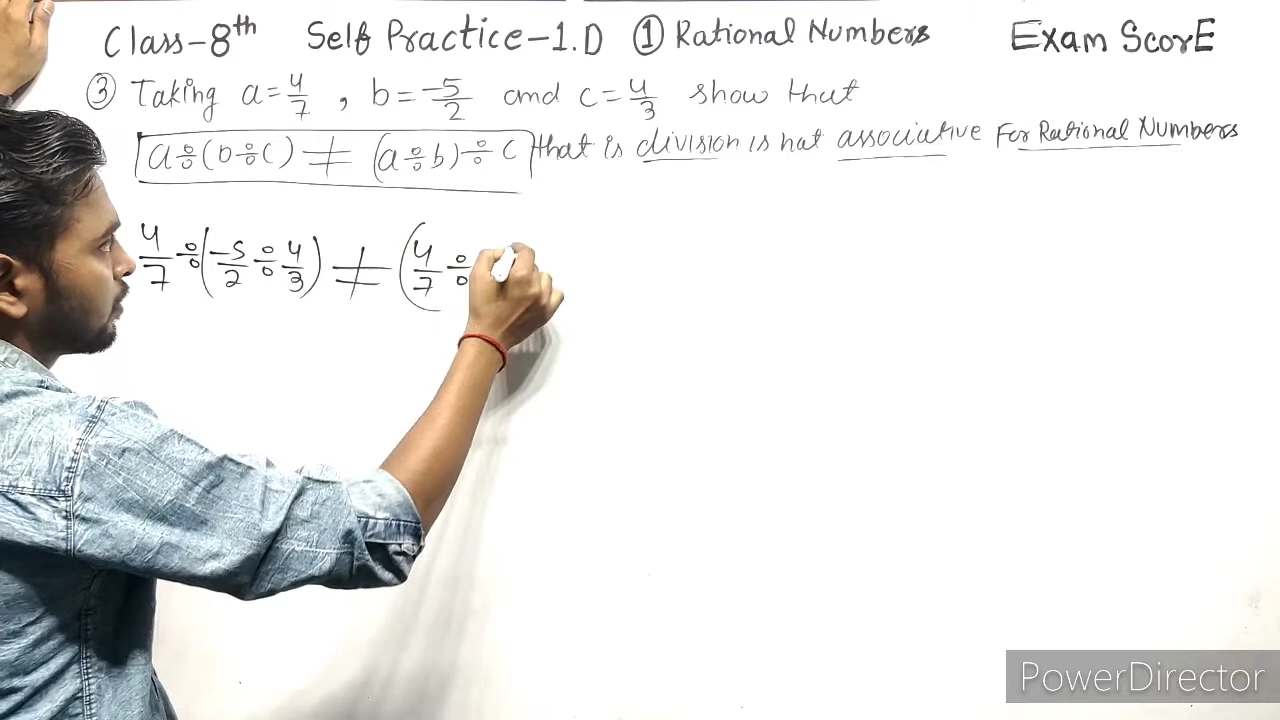 Class-8th Self Practice-1.D ① Rational Numbers Exam ScorE
③ Taking a=4/7, b=-5/2 and c=4/3 show that
a÷(b÷c) ≠ (a÷b)÷c that is division is not associative For Rational Numbers
4/7÷(-5/2÷4/3) ≠ (4/7÷
PowerDirector